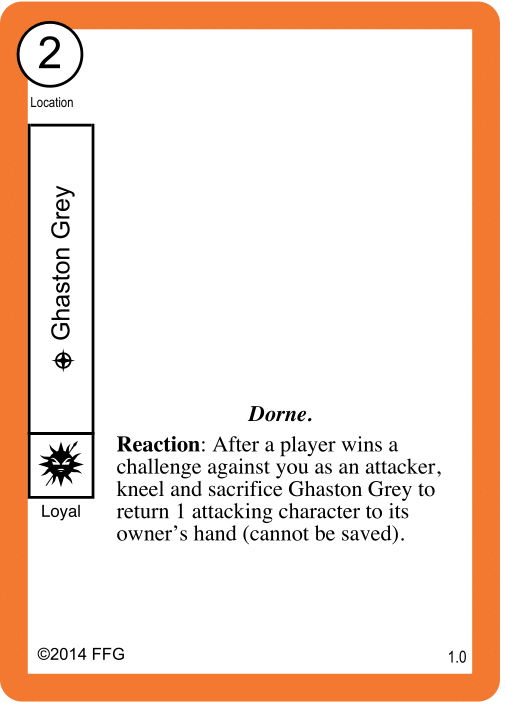 2
Location
Ghaston Grey
Dorne.
Reaction: After a player wins a
challenge against you as an attacker,
kneel and sacrifice Ghaston Grey to
return 1 attacking character to its
owner's hand (cannot be saved).
Loyal
©2014 FFG
1.0